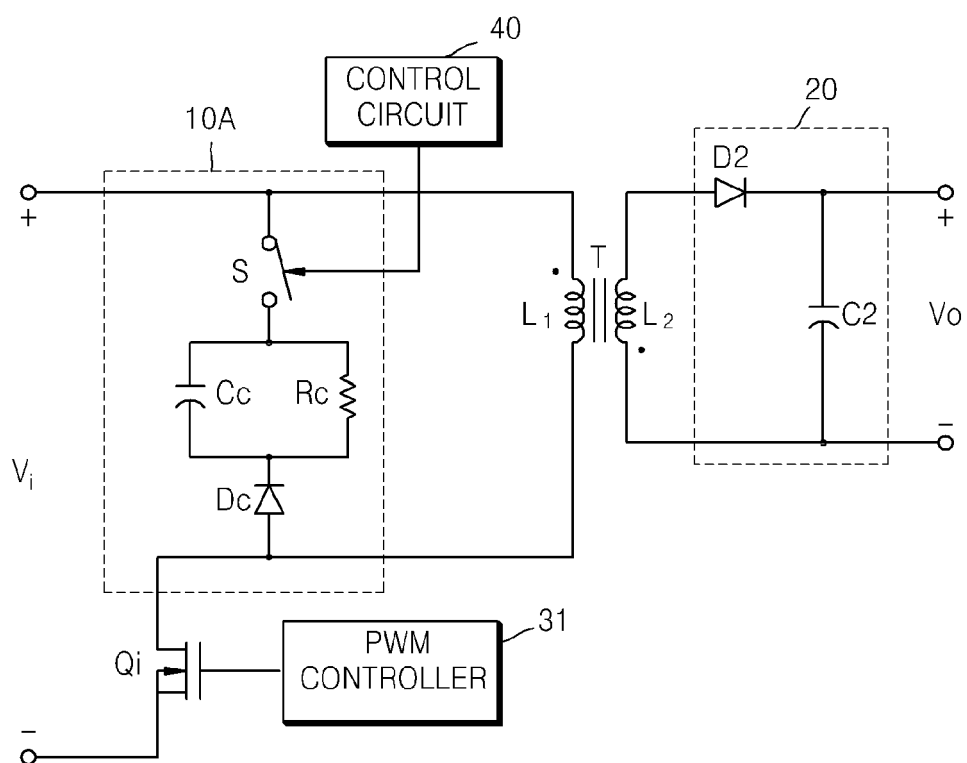 40
CONTROL
CIRCUIT
10A
20
D2
+
+
S
T
L1
L2
C2
Vo
Cc
Rc
Vi
Dc
−
31
PWM
CONTROLLER
Qi
−